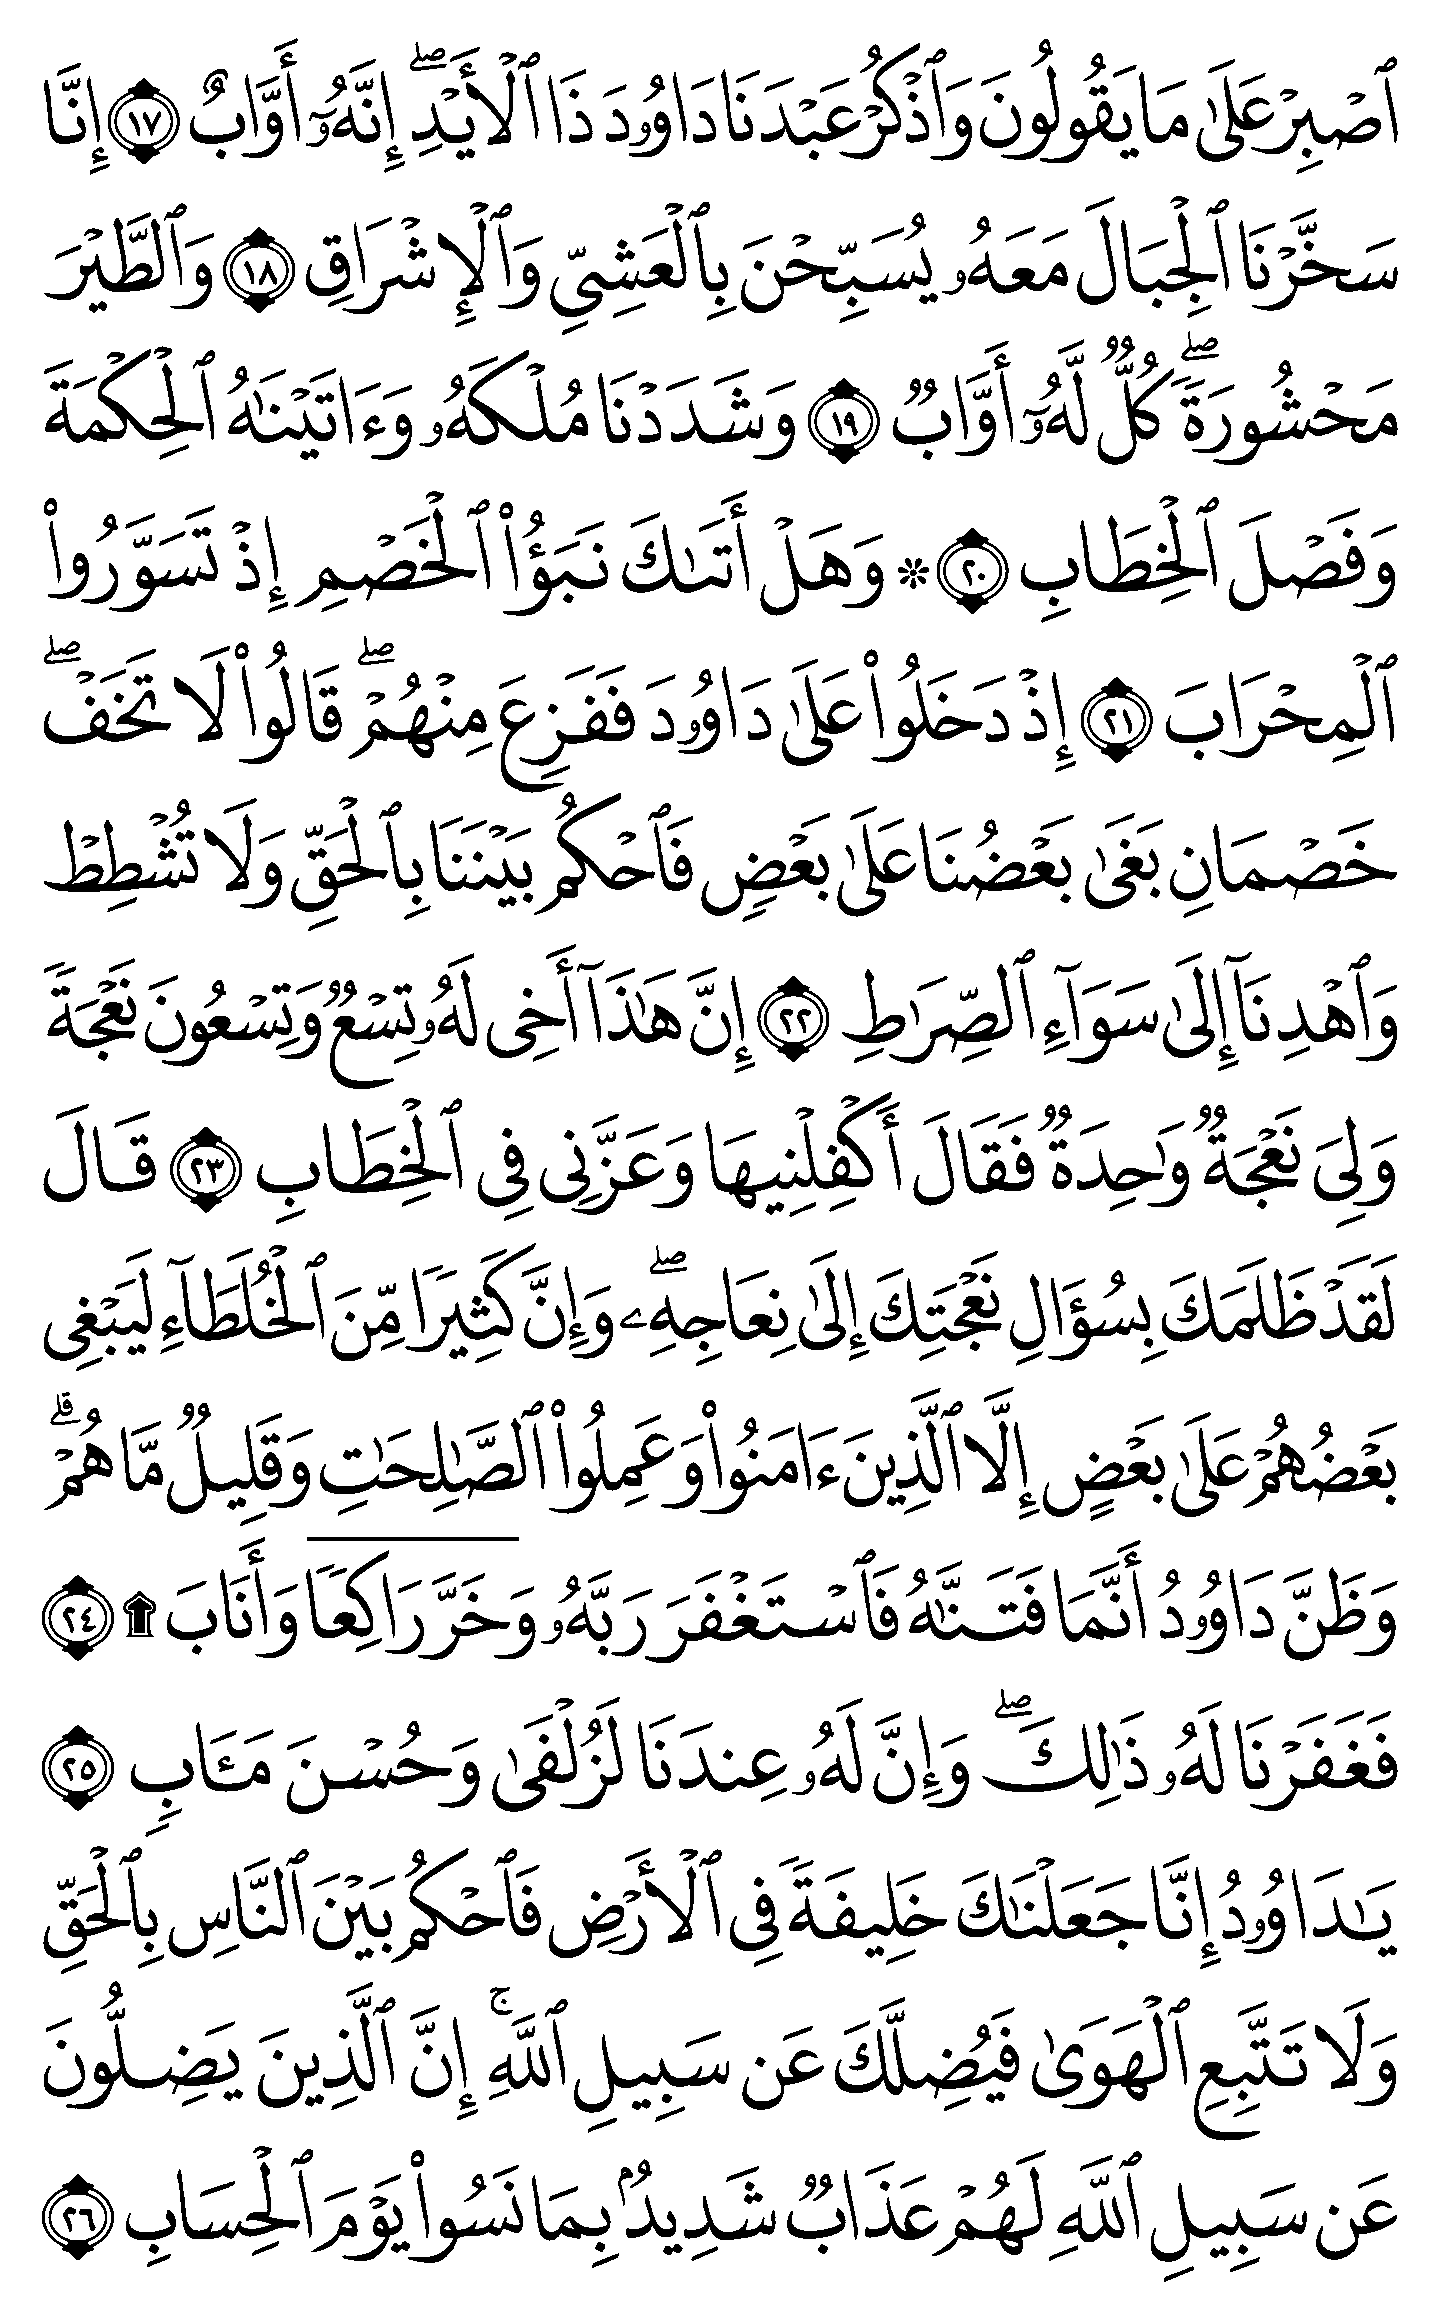 ٱصۡبِرۡ عَلَىٰ مَا يَقُولُونَ وَٱذۡكُرۡ عَبۡدَنَا دَاوُۥدَ ذَا ٱلۡأَيۡدِۖ إِنَّهُۥٓ أَوَّابٌ ١٧ إِنَّا
سَخَّرۡنَا ٱلۡجِبَالَ مَعَهُۥ يُسَبِّحۡنَ بِٱلۡعَشِيِّ وَٱلۡإِشۡرَاقِ ١٨ وَٱلطَّيۡرَ
مَحۡشُورَةٗۖ كُلّٞ لَّهُۥٓ أَوَّابٞ ١٩ وَشَدَدۡنَا مُلۡكَهُۥ وَءَاتَيۡنَٰهُ ٱلۡحِكۡمَةَ
وَفَصۡلَ ٱلۡخِطَابِ ٢٠ ۞ وَهَلۡ أَتَىٰكَ نَبَؤُاْ ٱلۡخَصۡمِ إِذۡ تَسَوَّرُواْ
ٱلۡمِحۡرَابَ ٢١ إِذۡ دَخَلُواْ عَلَىٰ دَاوُۥدَ فَفَزِعَ مِنۡهُمۡۖ قَالُواْ لَا تَخَفۡۖ
خَصۡمَانِ بَغَىٰ بَعۡضُنَا عَلَىٰ بَعۡضٖ فَٱحۡكُم بَيۡنَنَا بِٱلۡحَقِّ وَلَا تُشۡطِطۡ
وَٱهۡدِنَآ إِلَىٰ سَوَآءِ ٱلصِّرَٰطِ ٢٢ إِنَّ هَٰذَآ أَخِي لَهُۥ تِسۡعٞ وَتِسۡعُونَ نَعۡجَةٗ
وَلِيَ نَعۡجَةٞ وَٰحِدَةٞ فَقَالَ أَكۡفِلۡنِيهَا وَعَزَّنِي فِي ٱلۡخِطَابِ ٢٣ قَالَ
لَقَدۡ ظَلَمَكَ بِسُؤَالِ نَعۡجَتِكَ إِلَىٰ نِعَاجِهِۦۖ وَإِنَّ كَثِيرٗا مِّنَ ٱلۡخُلَطَآءِ لَيَبۡغِي
بَعۡضُهُمۡ عَلَىٰ بَعۡضٍ إِلَّا ٱلَّذِينَ ءَامَنُواْ وَعَمِلُواْ ٱلصَّٰلِحَٰتِ وَقَلِيلٞ مَّا هُمۡۗ
وَظَنَّ دَاوُۥدُ أَنَّمَا فَتَنَّٰهُ فَٱسۡتَغۡفَرَ رَبَّهُۥ وَخَرَّۤ رَاكِعٗاۤ وَأَنَابَ ۩ ٢٤
فَغَفَرۡنَا لَهُۥ ذَٰلِكَۖ وَإِنَّ لَهُۥ عِندَنَا لَزُلۡفَىٰ وَحُسۡنَ مَـَٔابٖ ٢٥
يَٰدَاوُۥدُ إِنَّا جَعَلۡنَٰكَ خَلِيفَةٗ فِي ٱلۡأَرۡضِ فَٱحۡكُم بَيۡنَ ٱلنَّاسِ بِٱلۡحَقِّ
وَلَا تَتَّبِعِ ٱلۡهَوَىٰ فَيُضِلَّكَ عَن سَبِيلِ ٱللَّهِۚ إِنَّ ٱلَّذِينَ يَضِلُّونَ
عَن سَبِيلِ ٱللَّهِ لَهُمۡ عَذَابٞ شَدِيدُۢ بِمَا نَسُواْ يَوۡمَ ٱلۡحِسَابِ ٢٦